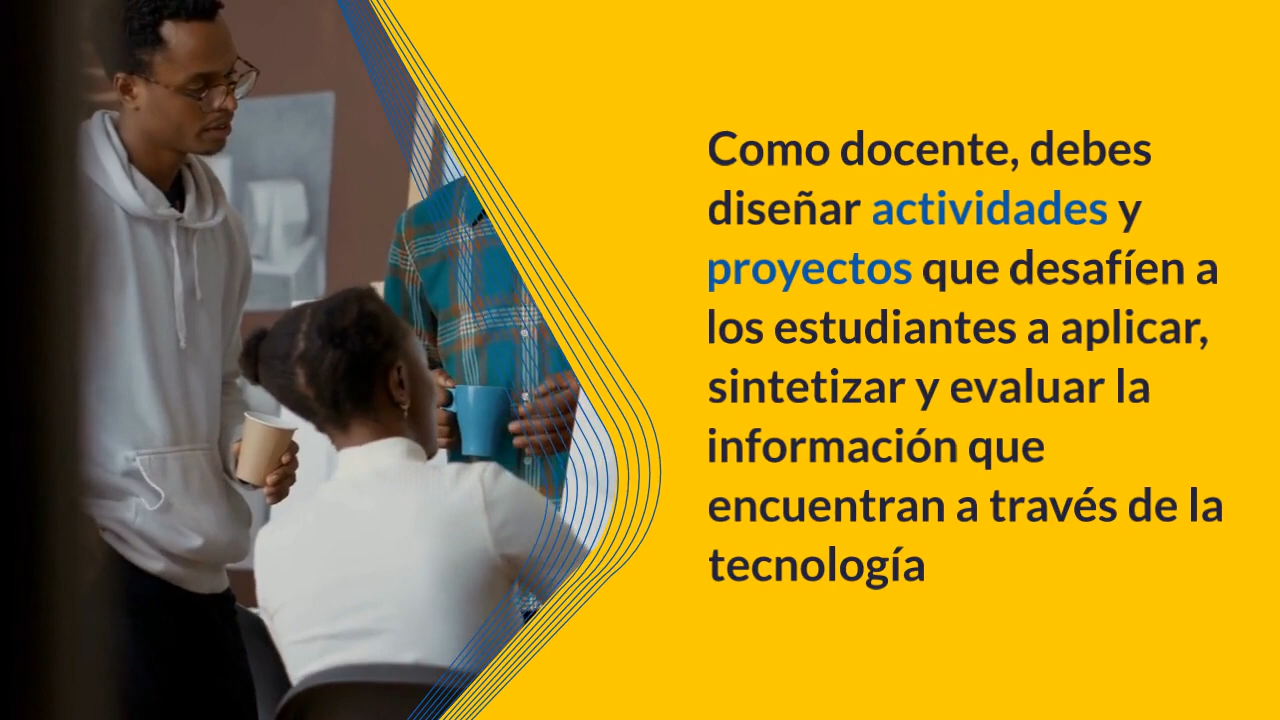 Como docente, debes
diseñar actividades y
proyectos que desafíen a
los estudiantes a aplicar,
sintetizar y evaluar la
información que
encuentran a través de la
tecnología